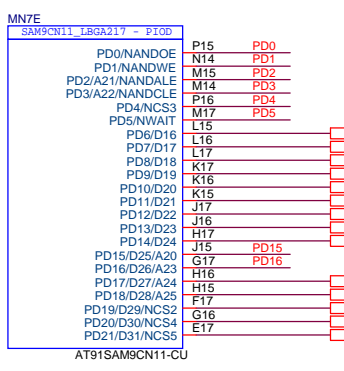 MN7E
SAM9CN11_LBGA217 - PIOD
PD0/NANDOE P15 PD0
PD1/NANDWE N14 PD1
PD2/A21/NANDALE M15 PD2
PD3/A22/NANDCLE M14 PD3
PD4/NCS3 P16 PD4
PD5/NWAIT M17 PD5
PD6/D16 L15
PD7/D17 L16
PD8/D18 L17
PD9/D19 K17
PD10/D20 K16
PD11/D21 K15
PD12/D22 J17
PD13/D23 J16
PD14/D24 H17
PD15/D25/A20 J15 PD15
PD16/D26/A23 G17 PD16
PD17/D27/A24 H16
PD18/D28/A25 H15
PD19/D29/NCS2 F17
PD20/D30/NCS4 G16
PD21/D31/NCS5 E17
AT91SAM9CN11-CU